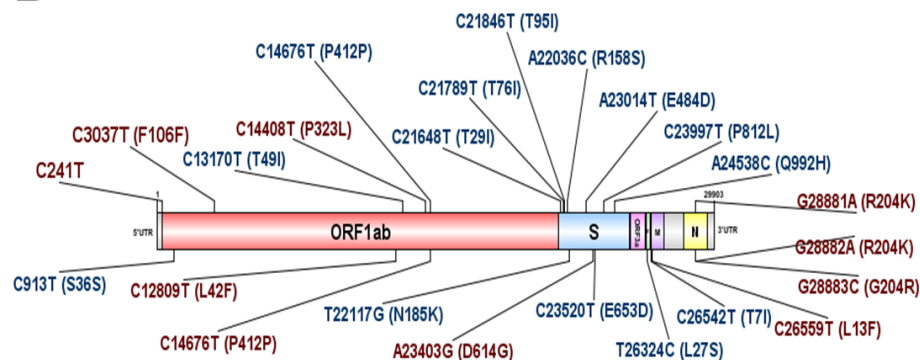 C21846T (T95I)
C14676T (P412P)
A22036C (R158S)
C21789T (T76I)
A23014T (E484D)
C3037T (F106F)
C14408T (P323L)
C21648T (T29I)
C23997T (P812L)
C13170T (T49I)
A24538C (Q992H)
C241T
1
29903
G28881A (R204K)
5'UTR
ORF1ab
S
ORF3a
M
N
3'UTR
G28882A (R204K)
C913T (S36S)
C12809T (L42F)
G28883C (G204R)
T22117G (N185K)
C23520T (E653D)
C26542T (T7I)
C26559T (L13F)
C14676T (P412P)
A23403G (D614G)
T26324C (L27S)